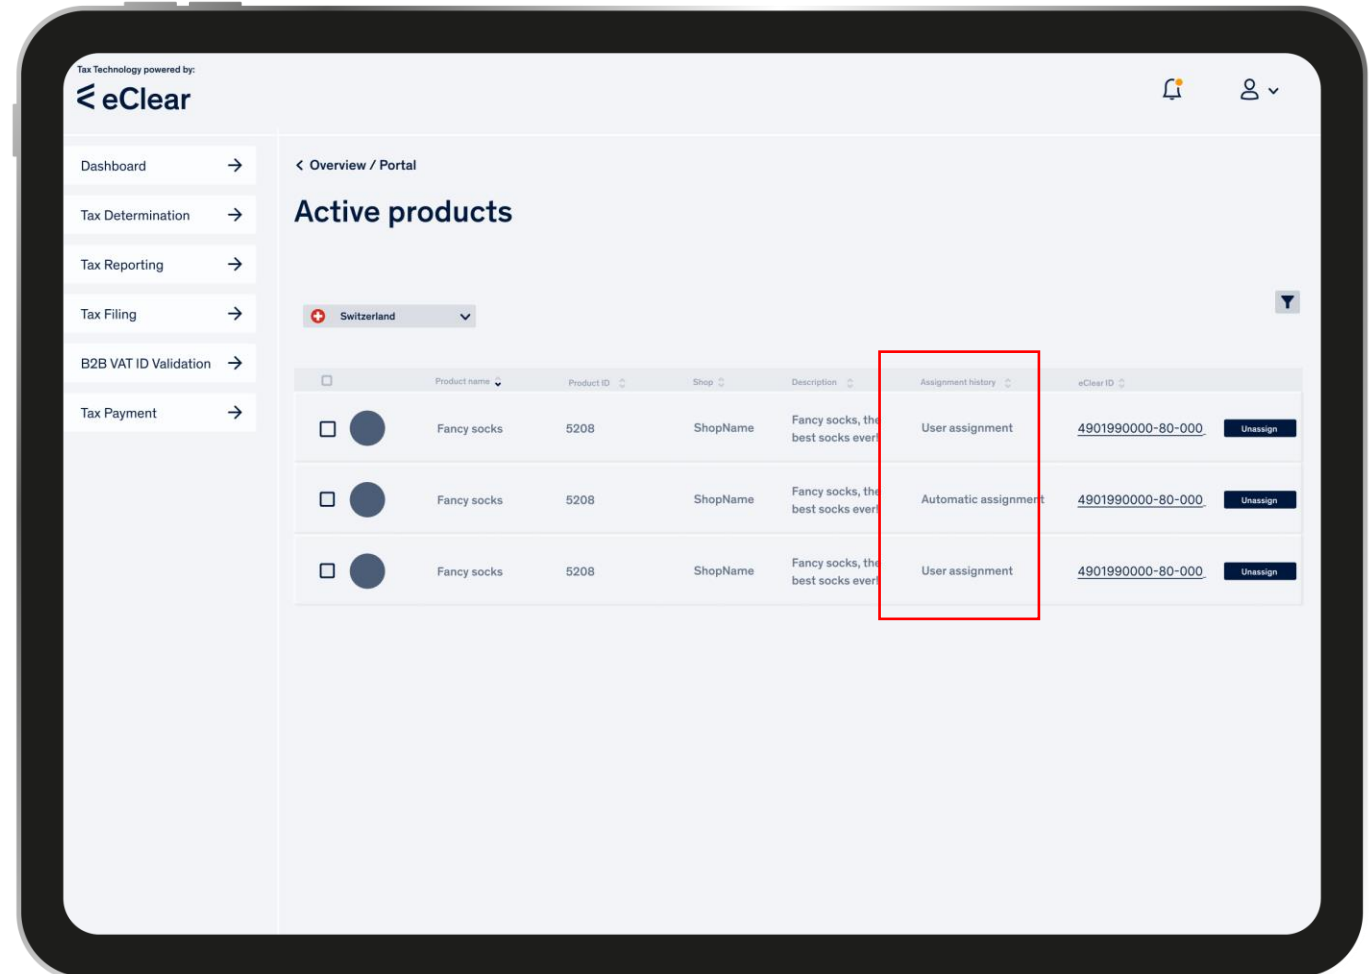 Tax Technology powered by:
eClear
Dashboard
Tax Determination
Tax Reporting
Tax Filing
B2B VAT ID Validation
Tax Payment
Overview / Portal
Active products
Switzerland
Product name Product ID Shop Description Assignment history eClear ID
Fancy socks 5208 ShopName Fancy socks, the User assignment 4901990000-80-000 Unassign
best socks ever!
Fancy socks 5208 ShopName Fancy socks, the Automatic assignment 4901990000-80-000 Unassign
best socks ever!
Fancy socks 5208 ShopName Fancy socks, the User assignment 4901990000-80-000 Unassign
best socks ever!